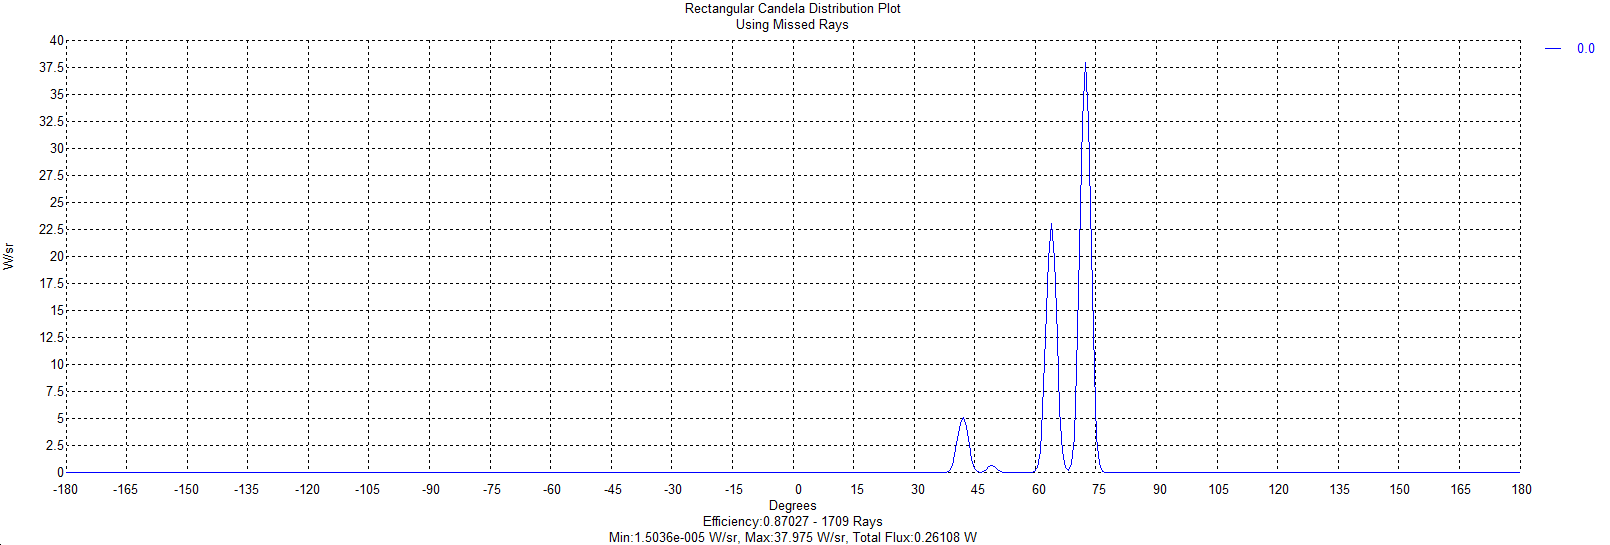 Rectangular Candela Distribution Plot
Using Missed Rays
40
37.5
35
32.5
30
27.5
25
22.5
20
17.5
15
12.5
10
7.5
5
2.5
0
W/sr
-180 -165 -150 -135 -120 -105 -90 -75 -60 -45 -30 -15 0 15 30 45 60 75 90 105 120 135 150 165 180
Degrees
Efficiency:0.87027 - 1709 Rays
Min:1.5036e-005 W/sr, Max:37.975 W/sr, Total Flux:0.26108 W
0.0